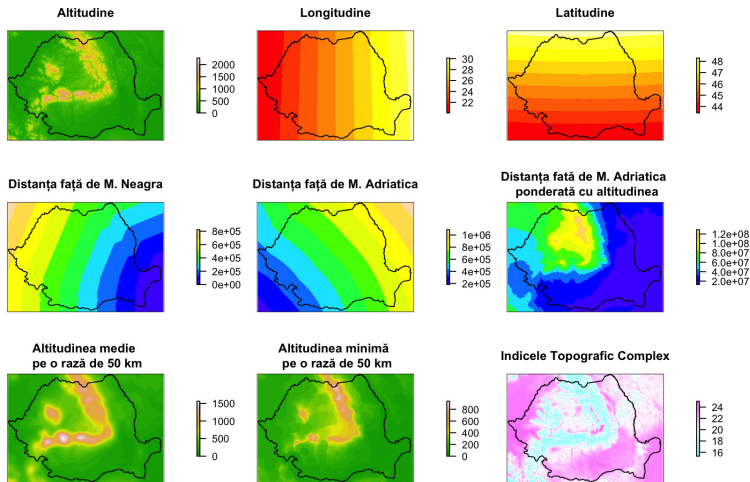 Altitudine
2000
1500
1000
500
0
Longitudine
30
28
26
24
22
Latitudine
48
47
46
45
44
Distanța față de M. Neagra
8e+05
6e+05
4e+05
2e+05
0e+00
Distanța față de M. Adriatica
1e+06
8e+05
6e+05
4e+05
2e+05
Distanța fată de M. Adriatica
ponderată cu altitudinea
1.2e+08
1.0e+08
8.0e+07
6.0e+07
4.0e+07
2.0e+07
Altitudinea medie
pe o rază de 50 km
1500
1000
500
0
Altitudinea minimă
pe o rază de 50 km
800
600
400
200
0
Indicele Topografic Complex
24
22
20
18
16